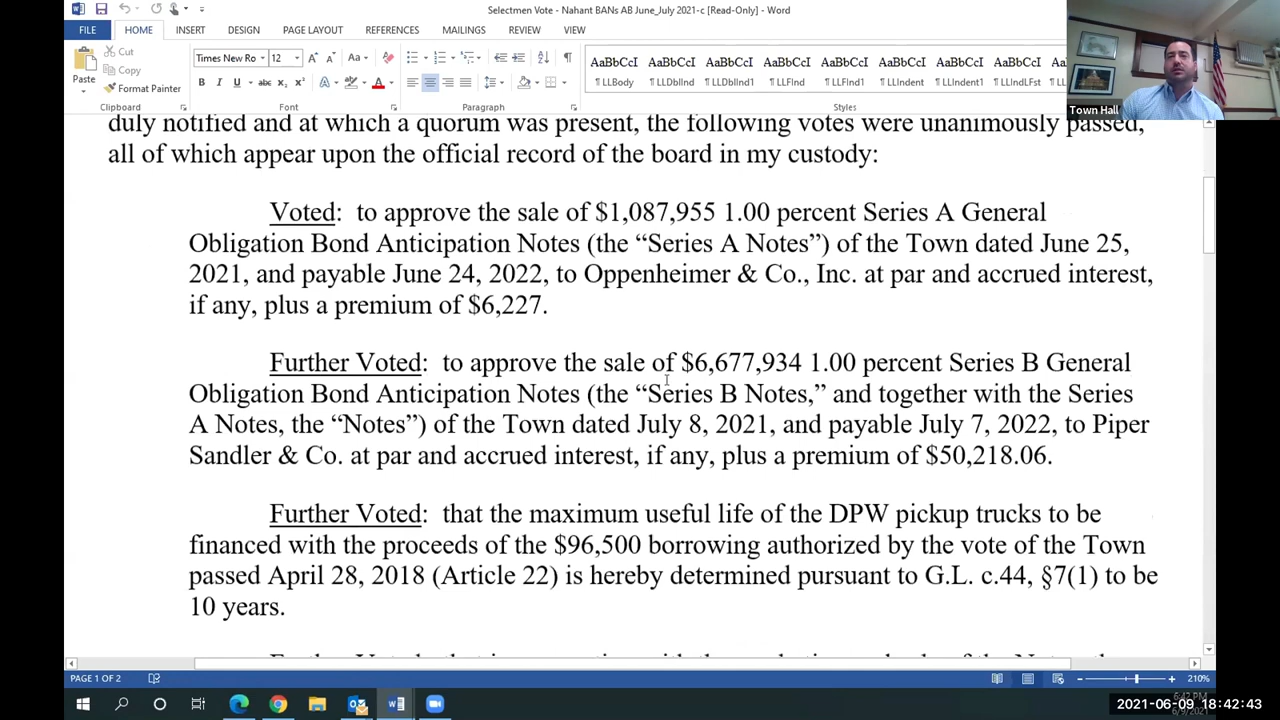 Selectmen Vote - Nahant BANs AB June_July 2021-c [Read-Only] - Word
FILE HOME INSERT DESIGN PAGE LAYOUT REFERENCES MAILINGS REVIEW VIEW
Paste
Cut
Copy
Format Painter
Clipboard
Times New Ro 12
Font
Paragraph
AaBbCcI AaBbCcI AaBbCcI AaBbCcI AaBbCcI AaBbCcI AaBbCcI AaBbCcI
¶ LLBody ¶ LLDblInd ¶ LLDblInd1 ¶ LLFInd ¶ LLFInd1 ¶ LLIndent ¶ LLIndent1 ¶ LLIndLFst
Styles
Town Hall
duly notified and at which a quorum was present, the following votes were unanimously passed,
all of which appear upon the official record of the board in my custody:
Voted: to approve the sale of $1,087,955 1.00 percent Series A General
Obligation Bond Anticipation Notes (the “Series A Notes”) of the Town dated June 25,
2021, and payable June 24, 2022, to Oppenheimer & Co., Inc. at par and accrued interest,
if any, plus a premium of $6,227.
Further Voted: to approve the sale of $6,677,934 1.00 percent Series B General
Obligation Bond Anticipation Notes (the “Series B Notes,” and together with the Series
A Notes, the “Notes”) of the Town dated July 8, 2021, and payable July 7, 2022, to Piper
Sandler & Co. at par and accrued interest, if any, plus a premium of $50,218.06.
Further Voted: that the maximum useful life of the DPW pickup trucks to be
financed with the proceeds of the $96,500 borrowing authorized by the vote of the Town
passed April 28, 2018 (Article 22) is hereby determined pursuant to G.L. c.44, §7(1) to be
10 years.
PAGE 1 OF 2
210%
2021-06-09 18:42:43